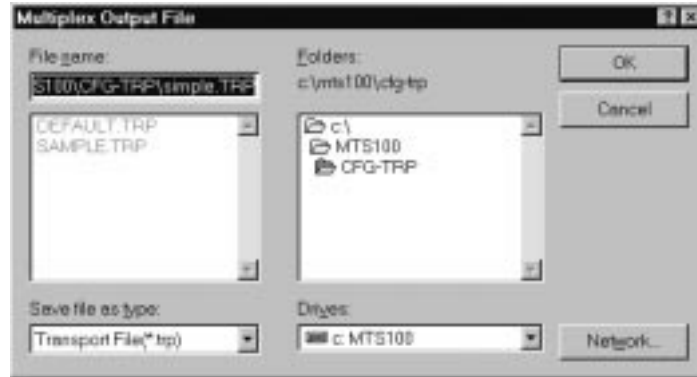 Multiplex Output File
File name:
S100\CFG-TRP\simple.TRP
DEFAULT.TRP
SAMPLE.TRP
Save file as type:
Transport File(*.trp)
Folders:
c:\mts100\cfg-trp
c:\
MTS100
CFG-TRP
Drives:
c: MTS100
OK
Cancel
Network...